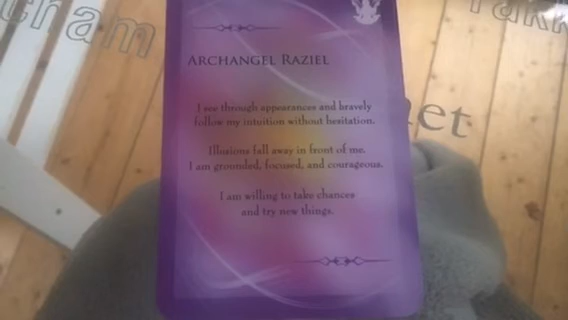 ARCHANGEL RAZIEL
I see through appearances and bravely
follow my intuition without hesitation.
Illusions fall away in front of me.
I am grounded, focused, and courageous.
I am willing to take chances
and try new things.